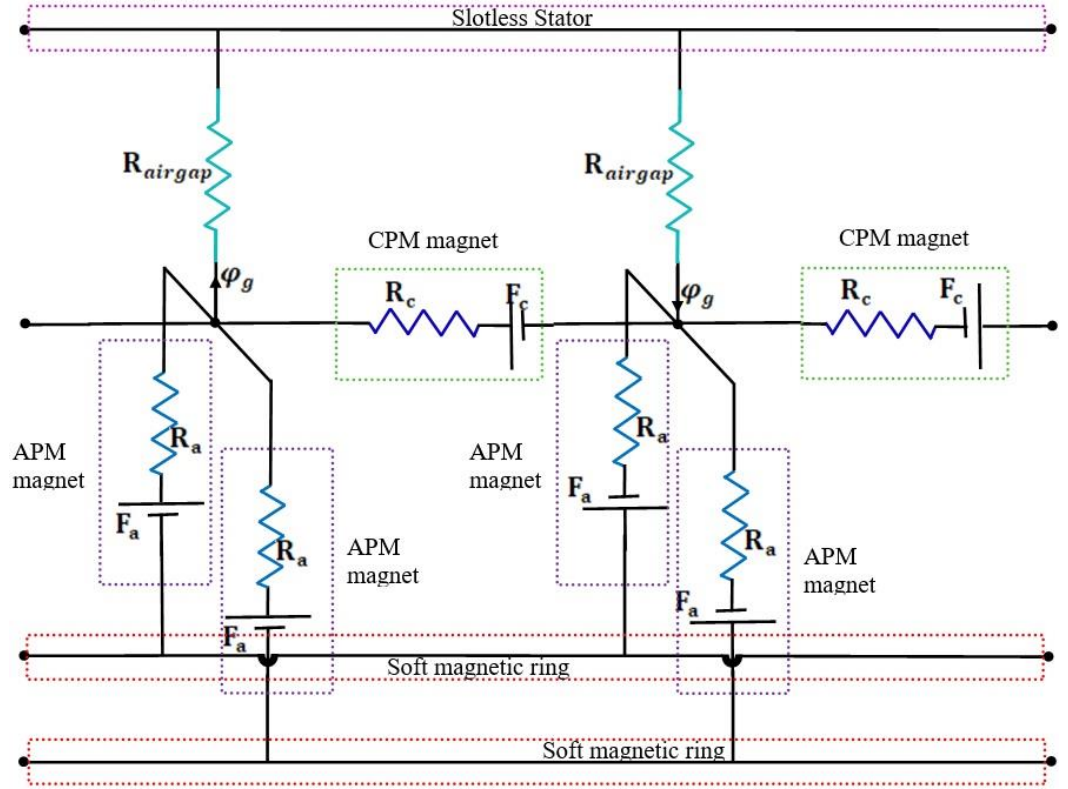 Slotless Stator
R_airgap
R_airgap
CPM magnet
CPM magnet
φ_g
R_c
F_c
φ_g
R_c
F_c
APM
magnet
R_a
F_a
R_a
F_a
APM
magnet
APM
magnet
R_a
F_a
R_a
F_a
APM
magnet
Soft magnetic ring
Soft magnetic ring